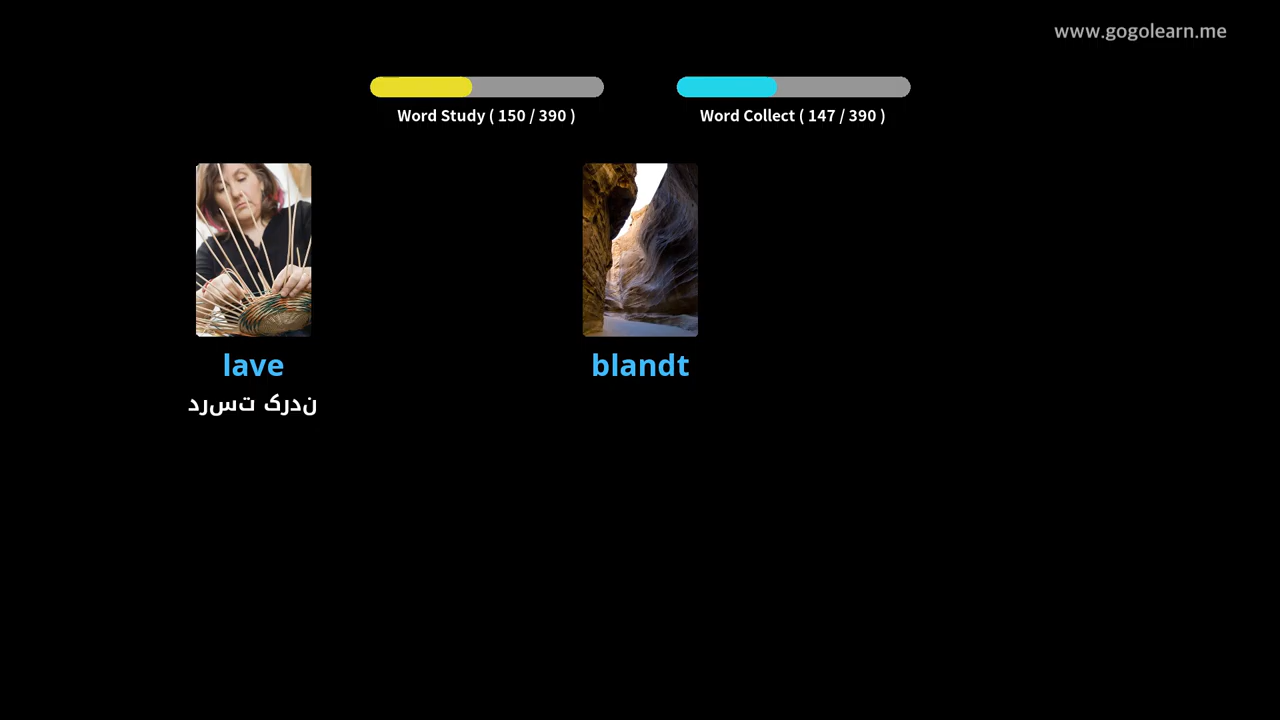 www.gogolearn.me
Word Study ( 150 / 390 )
Word Collect ( 147 / 390 )
lave
درست کردن
blandt